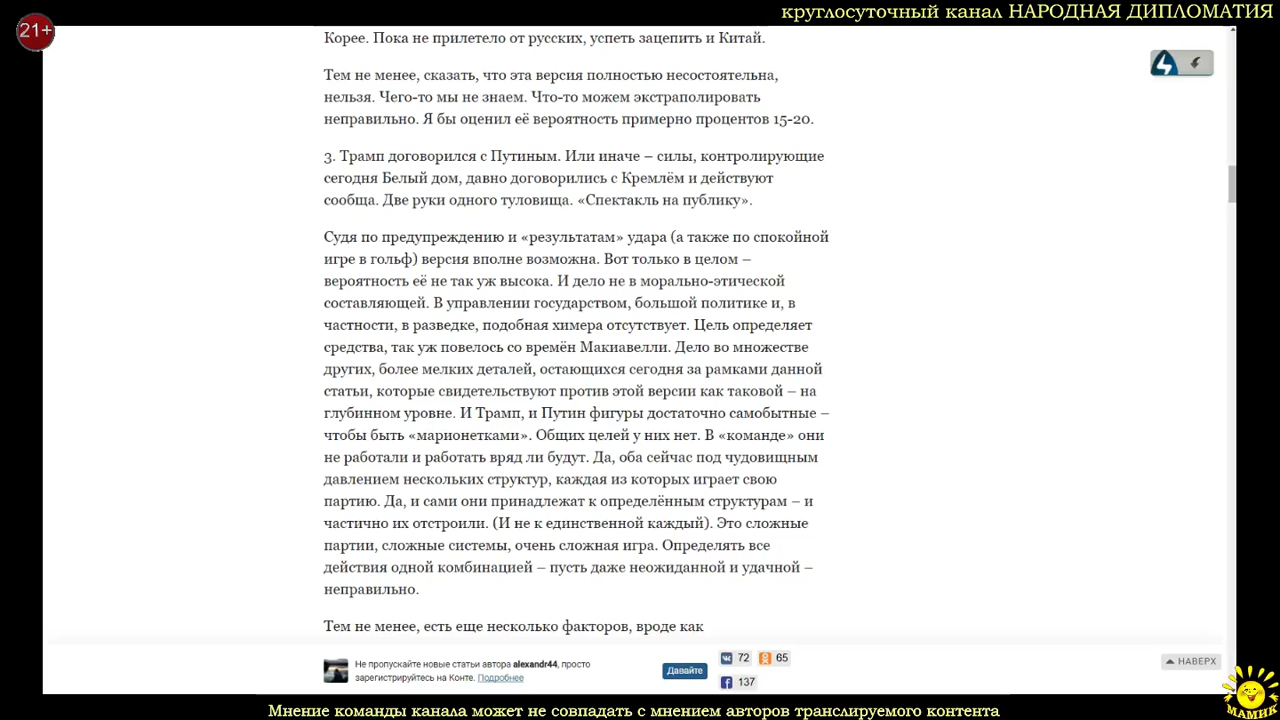 круглосуточный канал НАРОДНАЯ ДИПЛОМАТИЯ
21+
Корее. Пока не прилетело от русских, успеть зацепить и Китай.
Тем не менее, сказать, что эта версия полностью несостоятельна,
нельзя. Чего-то мы не знаем. Что-то можем экстраполировать
неправильно. Я бы оценил её вероятность примерно процентов 15-20.
3. Трамп договорился с Путиным. Или иначе – силы, контролирующие
сегодня Белый дом, давно договорились с Кремлём и действуют
сообща. Две руки одного туловища. «Спектакль на публику».
Судя по предупреждению и «результатам» удара (а также по спокойной
игре в гольф) версия вполне возможна. Вот только в целом –
вероятность её не так уж высока. И дело не в морально-этической
составляющей. В управлении государством, большой политике и, в
частности, в разведке, подобная химера отсутствует. Цель определяет
средства, так уж повелось со времён Макиавелли. Дело во множестве
других, более мелких деталей, остающихся сегодня за рамками данной
статьи, которые свидетельствуют против этой версии как таковой – на
глубинном уровне. И Трамп, и Путин фигуры достаточно самобытные –
чтобы быть «марионетками». Общих целей у них нет. В «команде» они
не работали и работать вряд ли будут. Да, оба сейчас под чудовищным
давлением нескольких структур, каждая из которых играет свою
партию. Да, и сами они принадлежат к определённым структурам – и
частично их отстроили. (И не к единственной каждый). Это сложные
партии, сложные системы, очень сложная игра. Определять все
действия одной комбинацией – пусть даже неожиданной и удачной –
неправильно.
Тем не менее, есть еще несколько факторов, вроде как
Не пропускайте новые статьи автора alexandr44, просто
зарегистрируйтесь на Конте. Подробнее
Давайте
72
65
137
НАВЕРХ
МАМИК
Мнение команды канала может не совпадать с мнением авторов транслируемого контента